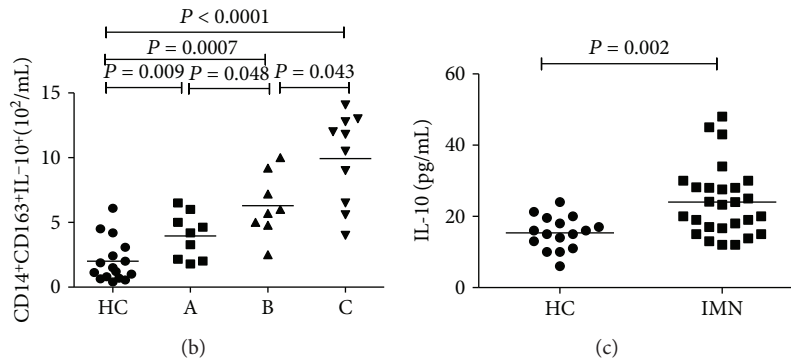 P < 0.0001
P = 0.0007
P = 0.009
P = 0.048
P = 0.043
CD14+CD163+IL-10+(10²/mL)
15
10
5
0
HC
A
B
C
(b)
P = 0.002
IL-10 (pg/mL)
60
40
20
0
HC
IMN
(c)